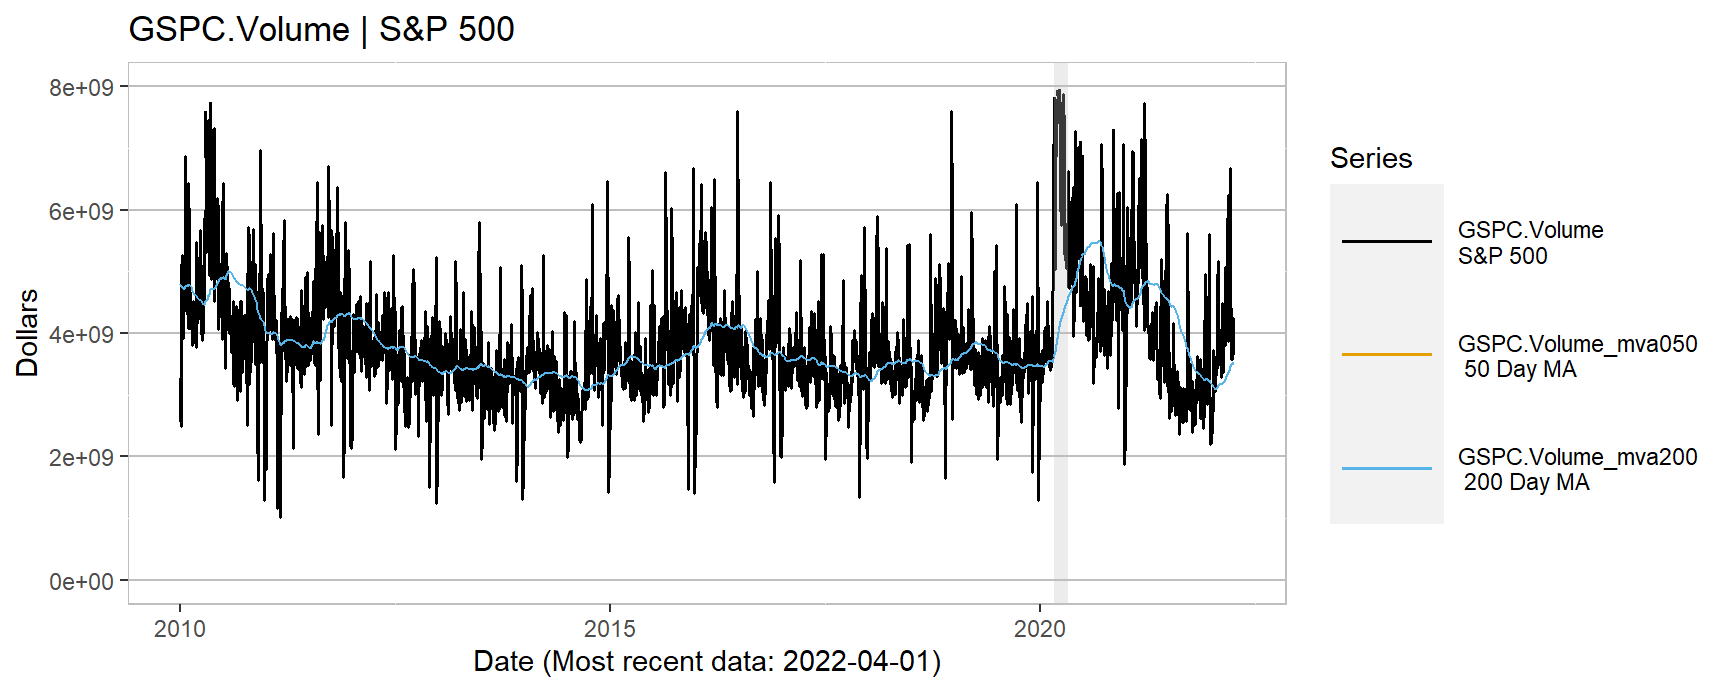 GSPC.Volume | S&P 500
8e+09
6e+09
4e+09
2e+09
0e+00
Dollars
2010
2015
2020
Date (Most recent data: 2022-04-01)
Series
GSPC.Volume
S&P 500
GSPC.Volume_mva050
50 Day MA
GSPC.Volume_mva200
200 Day MA